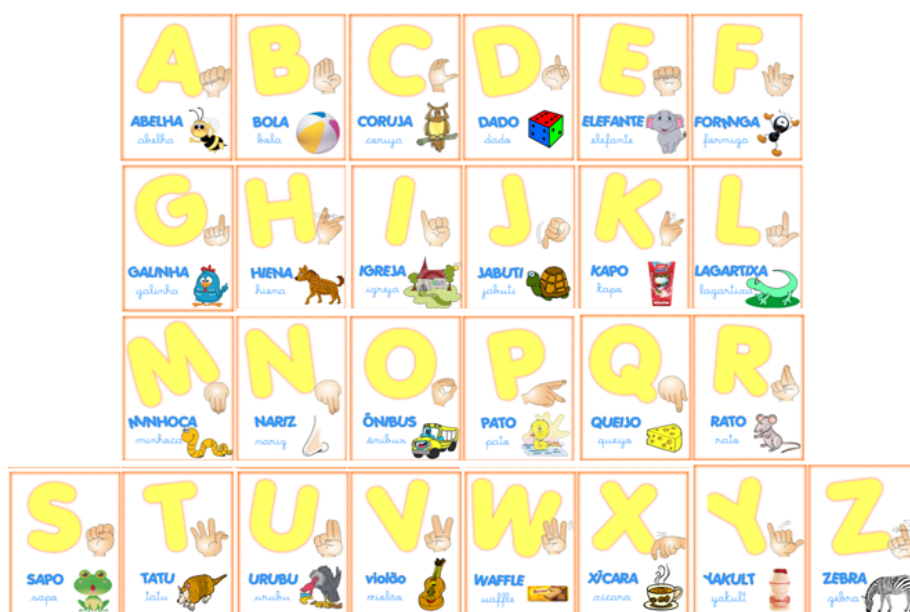 A B C D E F
ABELHA BOLA CORUJA DADO ELEFANTE FORMIGA
abelha bola coruja dado elefante formiga
G H I J K L
GALINHA HIENA IGREJA JABUTI KAPO LAGARTIXA
galinha hiena igreja jabuti kapo lagartixa
M N O P Q R
MINHOCA NARIZ ÔNIBUS PATO QUEIJO RATO
minhoca nariz ônibus pato queijo rato
S T U V W X Y Z
SAPO TATU URUBU violão WAFFLE XÍCARA YAKULT ZEBRA
sapo tatu urubu violão waffle xícara yakult zebra